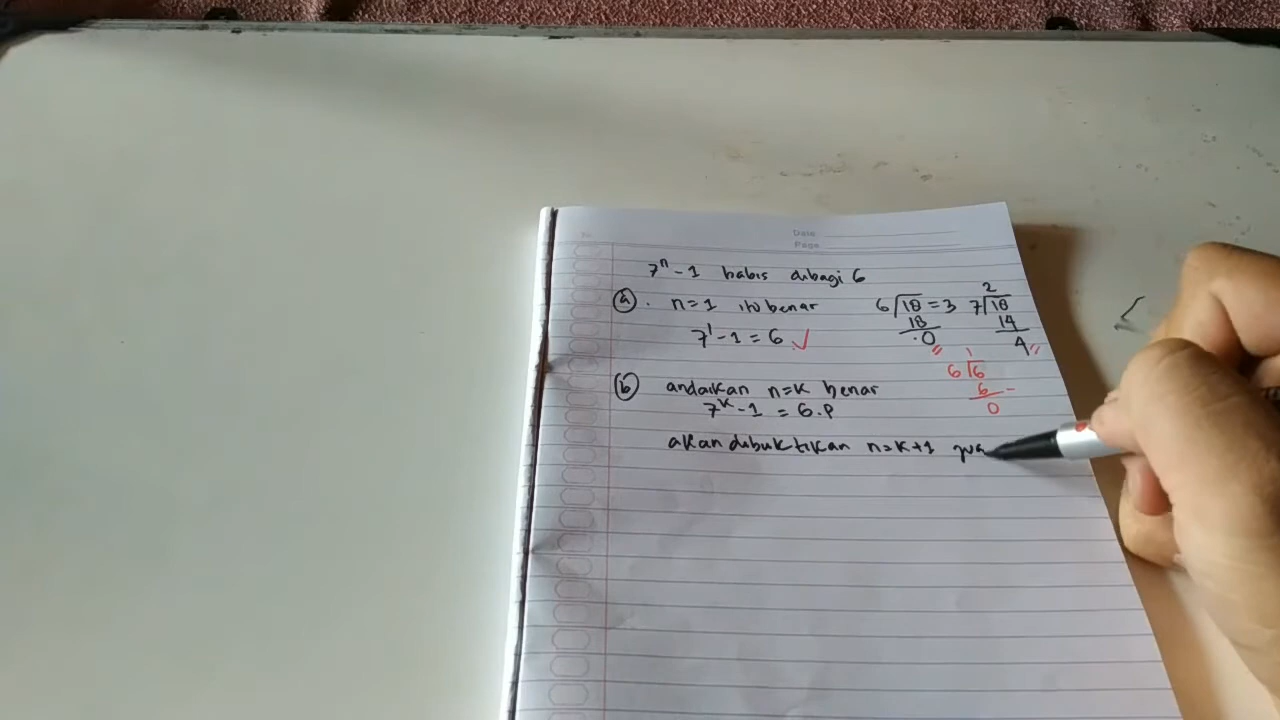 Date
Page
7ⁿ - 1 habis dibagi 6
(a). n = 1 itu benar
7¹ - 1 = 6 ✓
6 / 18 = 3
18
0
2
7 / 18
14
4
1
6 / 6
6 -
0
(b) andaikan n = k benar
7ᵏ - 1 = 6.P
akan dibuktikan n = k + 1 jua